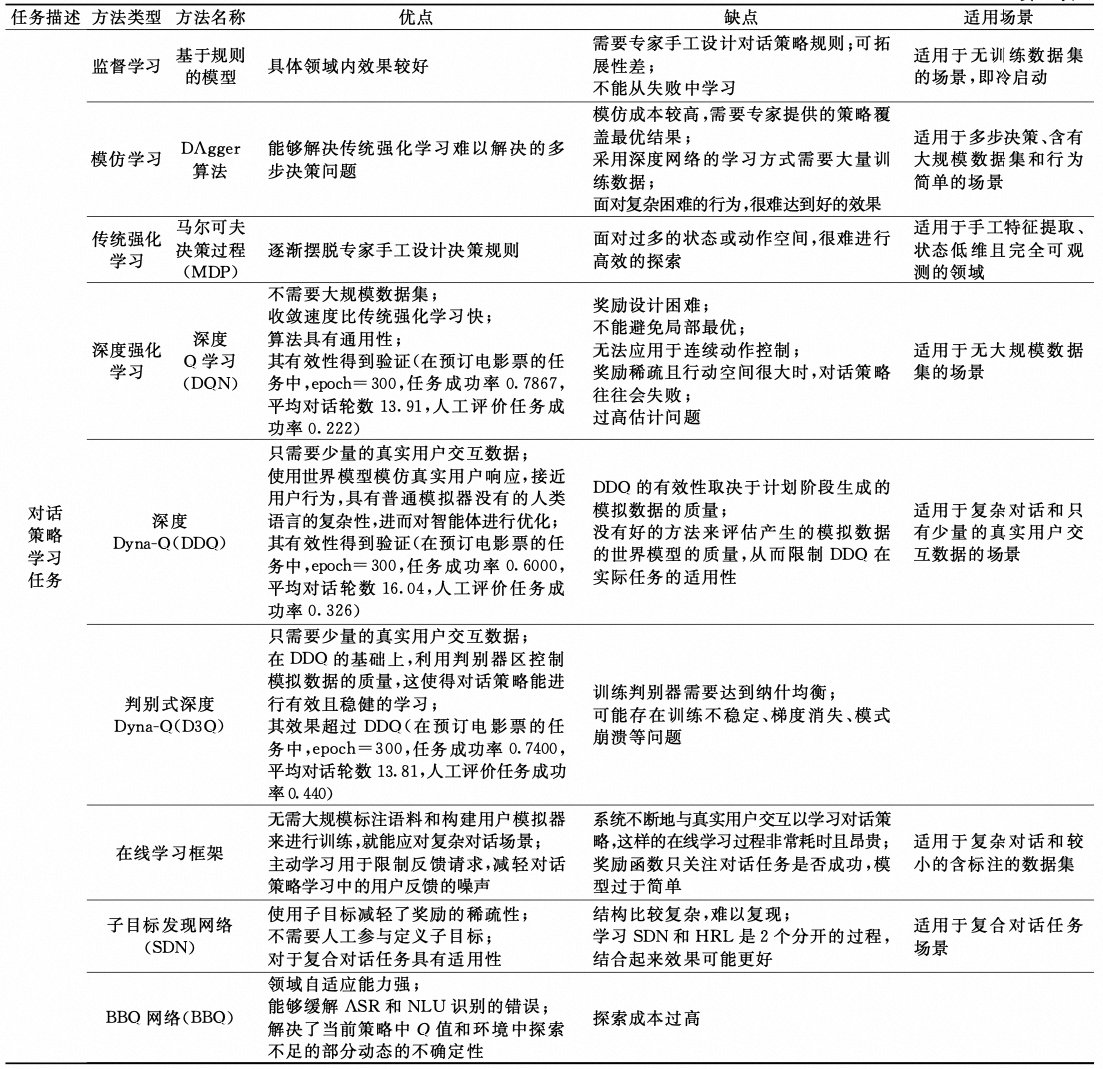 任务描述 方法类型 方法名称 优点 缺点 适用场景
对话
策略
学习
任务
监督学习
基于规则
的模型
具体领域内效果较好
需要专家手工设计对话策略规则;可拓
展性差;
不能从失败中学习
适用于无训练数据集
的场景,即冷启动
模仿学习
DAgger
算法
能够解决传统强化学习难以解决的多
步决策问题
模仿成本较高,需要专家提供的策略覆
盖最优结果;
采用深度网络的学习方式需要大量训
练数据;
面对复杂困难的行为,很难达到好的效果
适用于多步决策、含有
大规模数据集和行为
简单的场景
传统强化
学习
马尔可夫
决策过程
(MDP)
逐渐摆脱专家手工设计决策规则
面对过多的状态或动作空间,很难进行
高效的探索
适用于手工特征提取、
状态低维且完全可观
测的领域
深度强化
学习
深度
Q 学习
(DQN)
不需要大规模数据集;
收敛速度比传统强化学习快;
算法具有通用性;
其有效性得到验证(在预订电影票的任
务中,epoch=300,任务成功率 0.7867,
平均对话轮数 13.91,人工评价任务成
功率 0.222)
奖励设计困难;
不能避免局部最优;
无法应用于连续动作控制;
奖励稀疏且行动空间很大时,对话策略
往往会失败;
过高估计问题
适用于无大规模数据
集的场景
深度
Dyna-Q(DDQ)
只需要少量的真实用户交互数据;
使用世界模型模仿真实用户响应,接近
用户行为,具有普通模拟器没有的人类
语言的复杂性,进而对智能体进行优化;
其有效性得到验证(在预订电影票的任
务中,epoch=300,任务成功率 0.6000,
平均对话轮数 16.04,人工评价任务成
功率 0.326)
DDQ 的有效性取决于计划阶段生成的
模拟数据的质量;
没有好的方法来评估产生的模拟数据
的世界模型的质量,从而限制 DDQ 在
实际任务的适用性
适用于复杂对话和只
有少量的真实用户交
互数据的场景
判别式深度
Dyna-Q(D3Q)
只需要少量的真实用户交互数据;
在 DDQ 的基础上,利用判别器区控制
模拟数据的质量,这使得对话策略能进
行有效且稳健的学习;
其效果超过 DDQ(在预订电影票的任
务中,epoch=300,任务成功率 0.7400,
平均对话轮数 13.81,人工评价任务成功
率0.440)
训练判别器需要达到纳什均衡;
可能存在训练不稳定、梯度消失、模式
崩溃等问题
在线学习框架
无需大规模标注语料和构建用户模拟器
来进行训练,就能应对复杂对话场景;
主动学习用于限制反馈请求,减轻对话
策略学习中的用户反馈的噪声
系统不断地与真实用户交互以学习对话策
略,这样的在线学习过程非常耗时且昂贵;
奖励函数只关注对话任务是否成功,模
型过于简单
适用于复杂对话和较
小的含标注的数据集
子目标发现网络
(SDN)
使用子目标减轻了奖励的稀疏性;
不需要人工参与定义子目标;
对于复合对话任务具有适用性
结构比较复杂,难以复现;
学习 SDN 和 HRL 是 2 个分开的过程,
结合起来效果可能更好
适用于复合对话任务
场景
BBQ 网络(BBQ)
领域自适应能力强;
能够缓解 ASR 和 NLU 识别的错误;
解决了当前策略中 Q 值和环境中探索
不足的部分动态的不确定性
探索成本过高